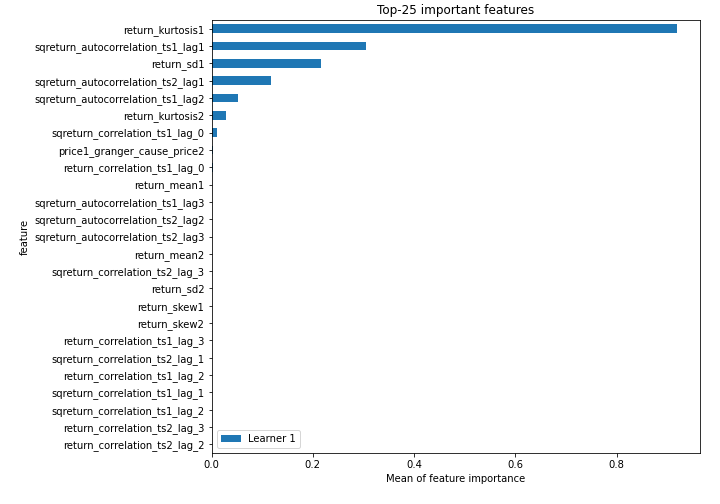 Top-25 important features
return_kurtosis1
sqreturn_autocorrelation_ts1_lag1
return_sd1
sqreturn_autocorrelation_ts2_lag1
sqreturn_autocorrelation_ts1_lag2
return_kurtosis2
sqreturn_correlation_ts1_lag_0
price1_granger_cause_price2
return_correlation_ts1_lag_0
return_mean1
sqreturn_autocorrelation_ts1_lag3
sqreturn_autocorrelation_ts2_lag2
sqreturn_autocorrelation_ts2_lag3
return_mean2
sqreturn_correlation_ts2_lag_3
return_sd2
return_skew1
return_skew2
return_correlation_ts1_lag_3
sqreturn_correlation_ts2_lag_1
return_correlation_ts1_lag_2
sqreturn_correlation_ts1_lag_1
sqreturn_correlation_ts1_lag_2
return_correlation_ts2_lag_3
return_correlation_ts2_lag_2
feature
Learner 1
0.0 0.2 0.4 0.6 0.8
Mean of feature importance